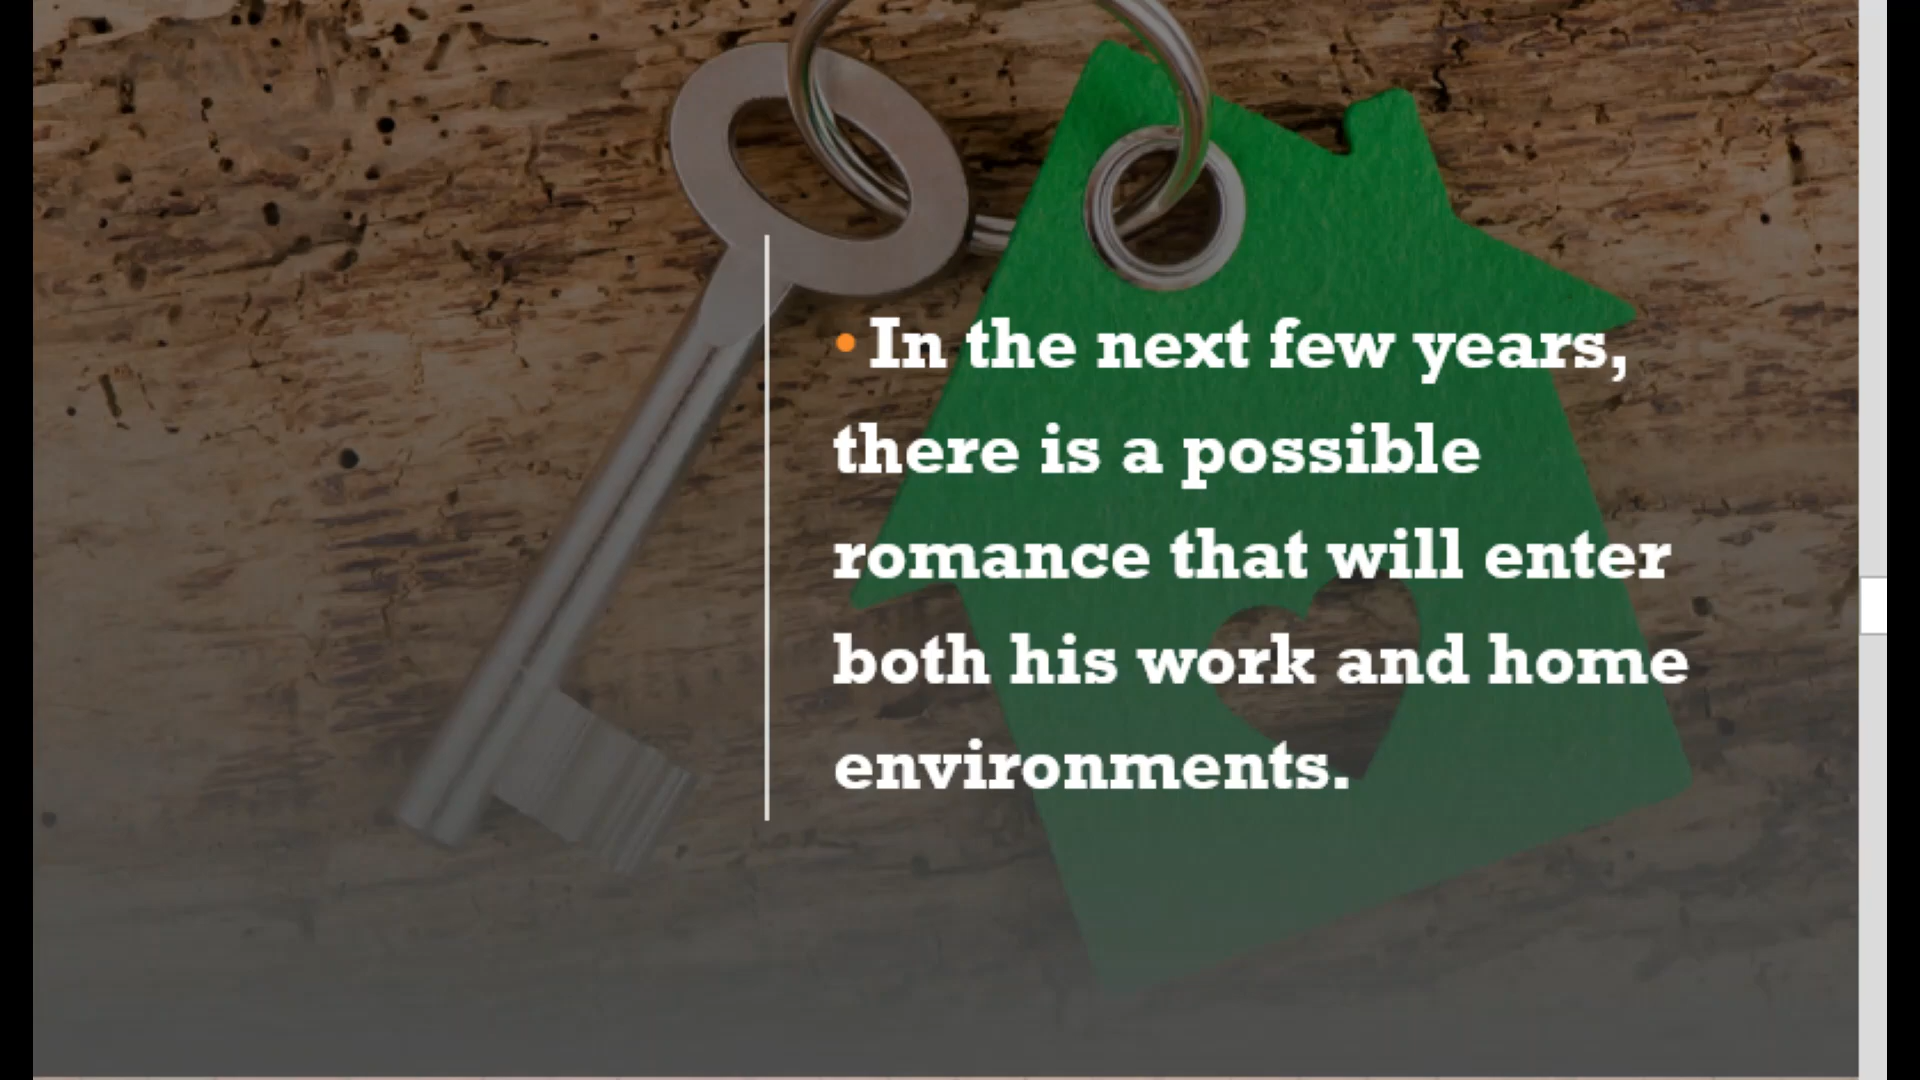 • In the next few years,
there is a possible
romance that will enter
both his work and home
environments.